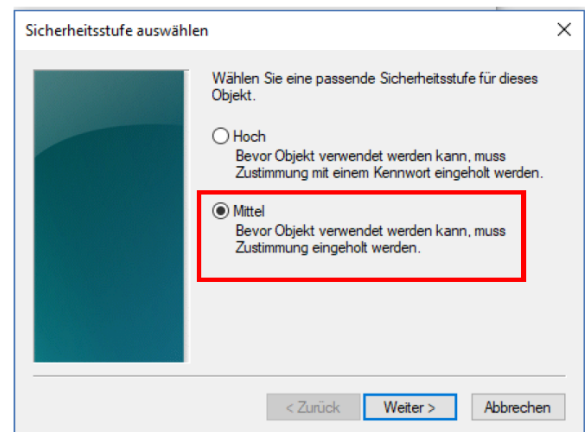 Sicherheitsstufe auswählen
Wählen Sie eine passende Sicherheitsstufe für dieses
Objekt.
Hoch
Bevor Objekt verwendet werden kann, muss
Zustimmung mit einem Kennwort eingeholt werden.
Mittel
Bevor Objekt verwendet werden kann, muss
Zustimmung eingeholt werden.
< Zurück Weiter > Abbrechen